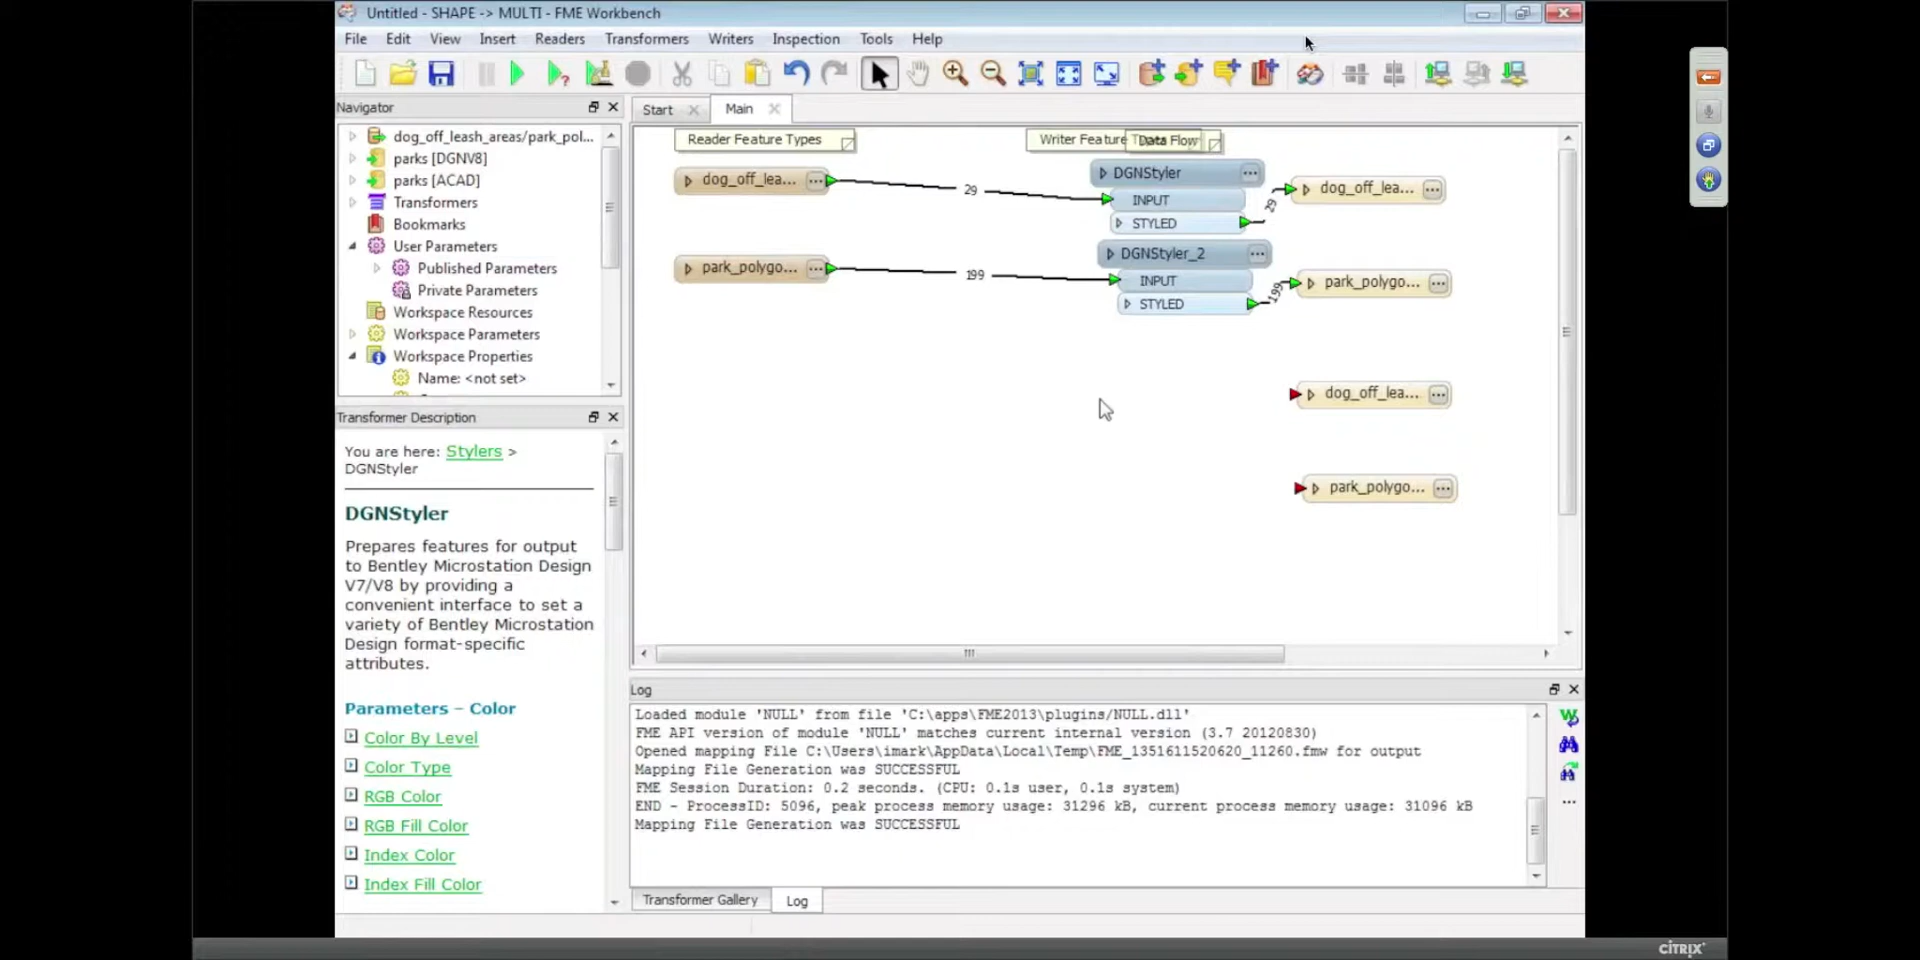 Untitled - SHAPE -> MULTI - FME Workbench
File Edit View Insert Readers Transformers Writers Inspection Tools Help
Navigator
dog_off_leash_areas/park_pol...
parks [DGNV8]
parks [ACAD]
Transformers
Bookmarks
User Parameters
Published Parameters
Private Parameters
Workspace Resources
Workspace Parameters
Workspace Properties
Name: <not set>
Transformer Description
You are here: Stylers >
DGNStyler
DGNStyler
Prepares features for output
to Bentley Microstation Design
V7/V8 by providing a
convenient interface to set a
variety of Bentley Microstation
Design format-specific
attributes.
Parameters – Color
Color By Level
Color Type
RGB Color
RGB Fill Color
Index Color
Index Fill Color
Start Main
Reader Feature Types
Writer Feature
Data Flow
dog_off_lea...
29
DGNStyler
INPUT
STYLED
29
dog_off_lea...
park_polygo...
199
DGNStyler_2
INPUT
STYLED
199
park_polygo...
dog_off_lea...
park_polygo...
Log
Loaded module 'NULL' from file 'C:\apps\FME2013\plugins/NULL.dll'
FME API version of module 'NULL' matches current internal version (3.7 20120830)
Opened mapping File C:\Users\imark\AppData\Local\Temp\FME_1351611520620_11260.fmw for output
Mapping File Generation was SUCCESSFUL
FME Session Duration: 0.2 seconds. (CPU: 0.1s user, 0.1s system)
END - ProcessID: 5096, peak process memory usage: 31296 kB, current process memory usage: 31096 kB
Mapping File Generation was SUCCESSFUL
Transformer Gallery Log
CITRIX